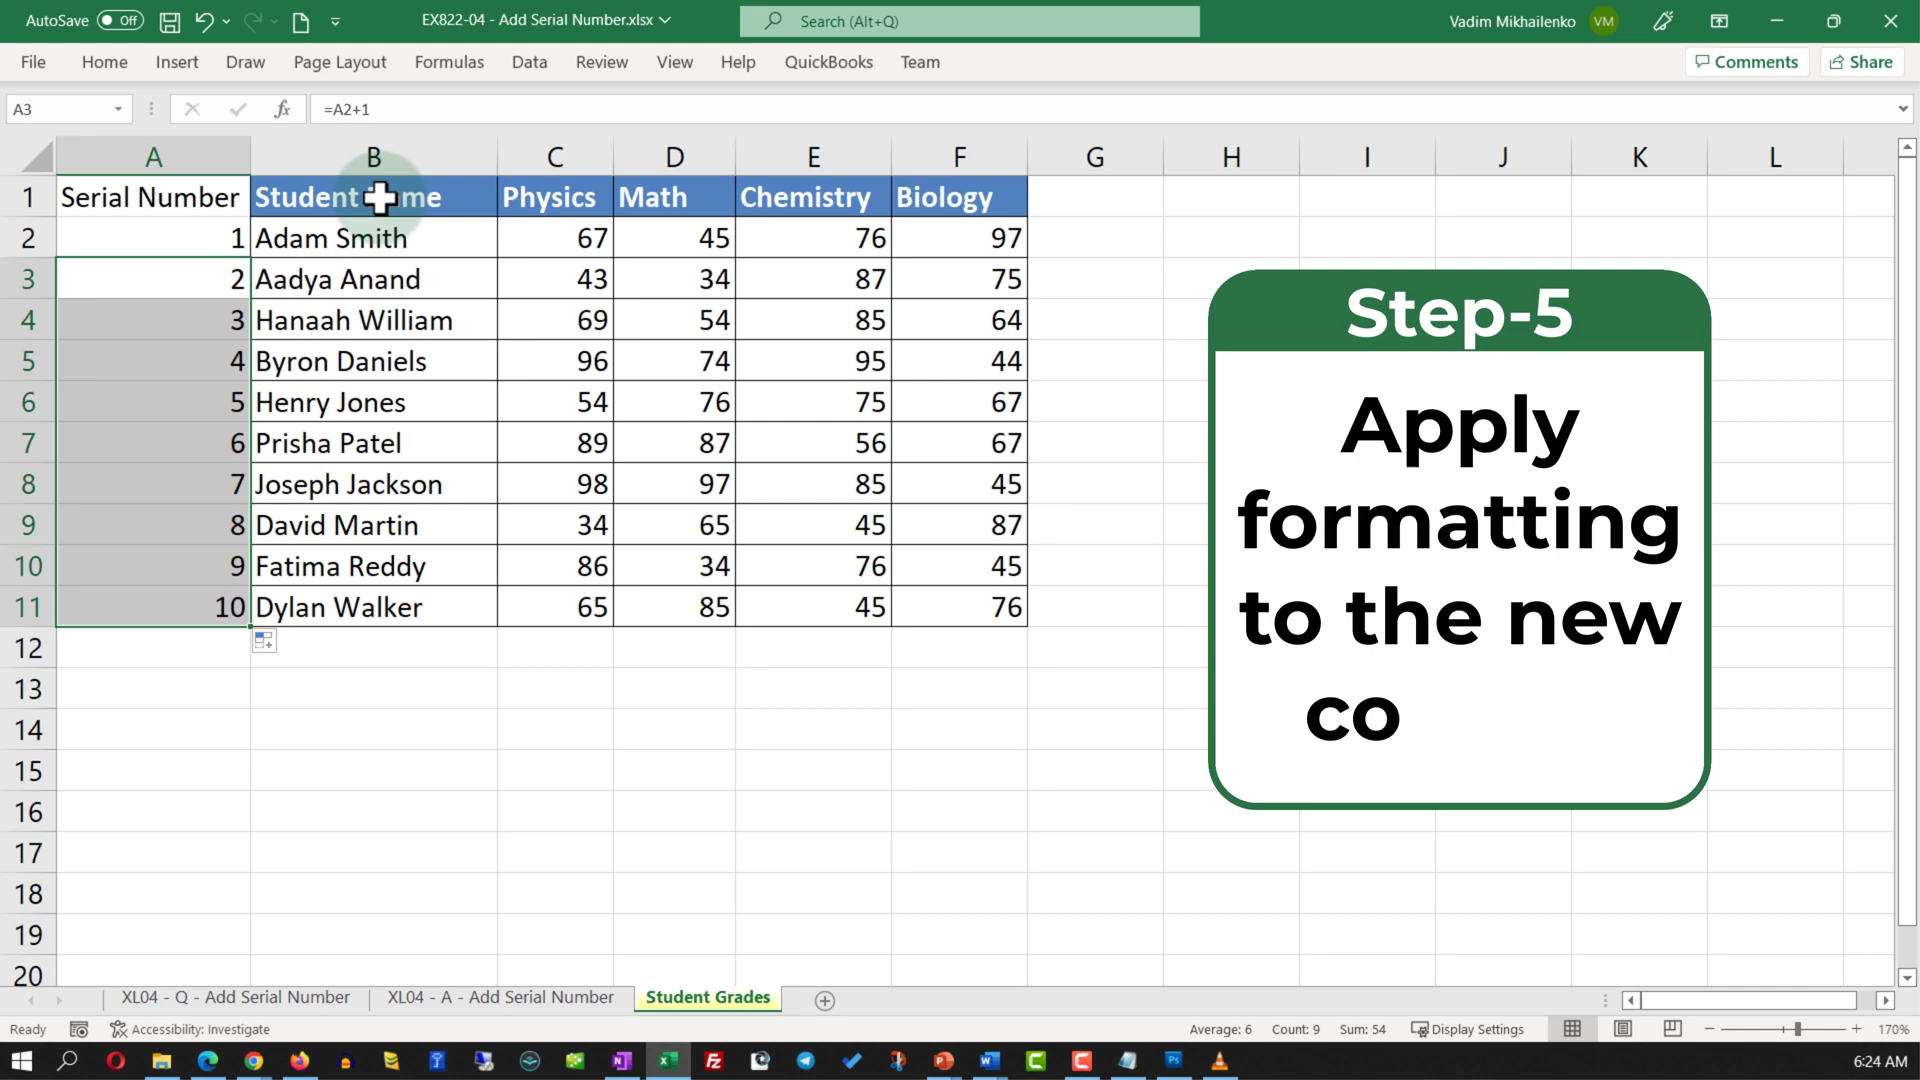 AutoSave Off EX822-04 - Add Serial Number.xlsx Search (Alt+Q) Vadim Mikhailenko VM
File Home Insert Draw Page Layout Formulas Data Review View Help QuickBooks Team Comments Share
A3 fx =A2+1
A B C D E F G H I J K L
1 Serial Number Student me Physics Math Chemistry Biology
2 1 Adam Smith 67 45 76 97
3 2 Aadya Anand 43 34 87 75
4 3 Hanaah William 69 54 85 64
5 4 Byron Daniels 96 74 95 44
6 5 Henry Jones 54 76 75 67
7 6 Prisha Patel 89 87 56 67
8 7 Joseph Jackson 98 97 85 45
9 8 David Martin 34 65 45 87
10 9 Fatima Reddy 86 34 76 45
11 10 Dylan Walker 65 85 45 76
12
13
14
15
16
17
18
19
20
Step-5
Apply
formatting
to the new
co
XL04 - Q - Add Serial Number XL04 - A - Add Serial Number Student Grades
Ready Accessibility: Investigate Average: 6 Count: 9 Sum: 54 Display Settings 170%
6:24 AM